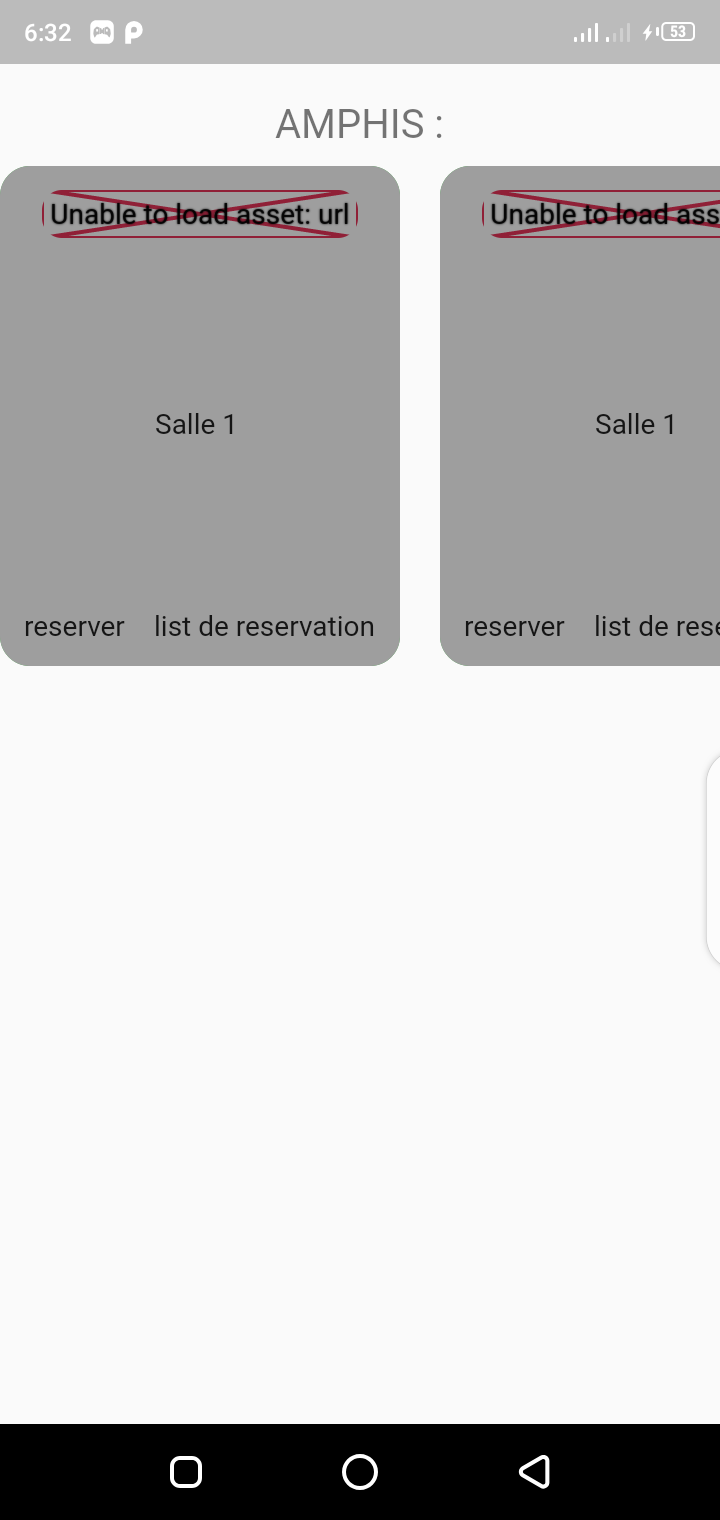 6:32 53
AMPHIS :
Unable to load asset: url
Salle 1
reserver list de reservation
Unable to load ass
Salle 1
reserver list de rese